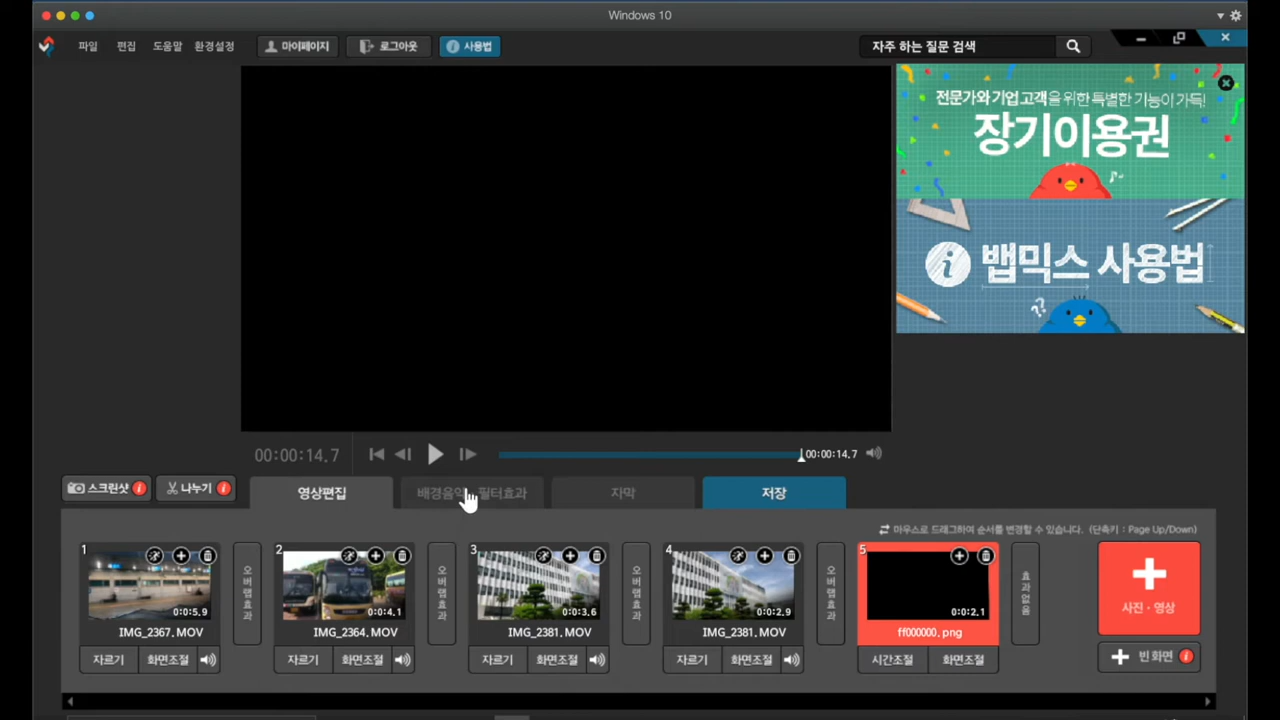 Windows 10
파일 편집 도움말 환경설정 마이페이지 로그아웃 사용법 자주 하는 질문 검색
전문가와 기업 고객을 위한 특별한 기능이 가득!
장기이용권
뱁믹스 사용법
00:00:14.7
00:00:14.7
스크린샷 나누기 영상편집 배경음악 필터효과 자막 저장
마우스로 드래그하여 순서를 변경할 수 있습니다. (단축키 : Page Up/Down)
1
0:0:5.9
IMG_2367.MOV
자르기 화면조절
오버랩효과
2
0:0:4.1
IMG_2364.MOV
자르기 화면조절
오버랩효과
3
0:0:3.6
IMG_2381.MOV
자르기 화면조절
오버랩효과
4
0:0:2.9
IMG_2381.MOV
자르기 화면조절
오버랩효과
5
0:0:2.1
ff000000.png
시간조절 화면조절
효과없음
사진·영상
빈 화면